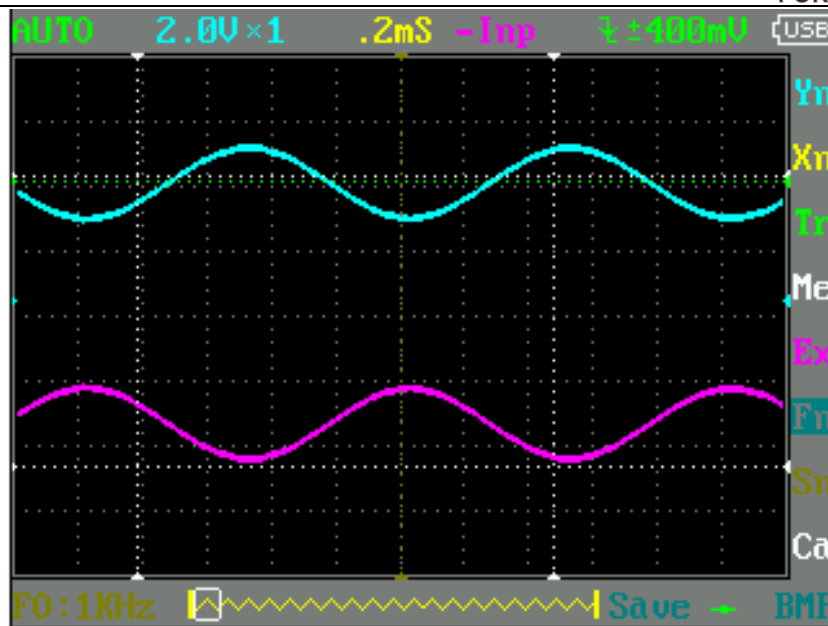 AUTO 2.0V×1 .2mS -Inp ±400mV USB
Yn
Xn
Tr
Me
Ex
Fn
Sn
Ca
F0:1KHz Save BMP